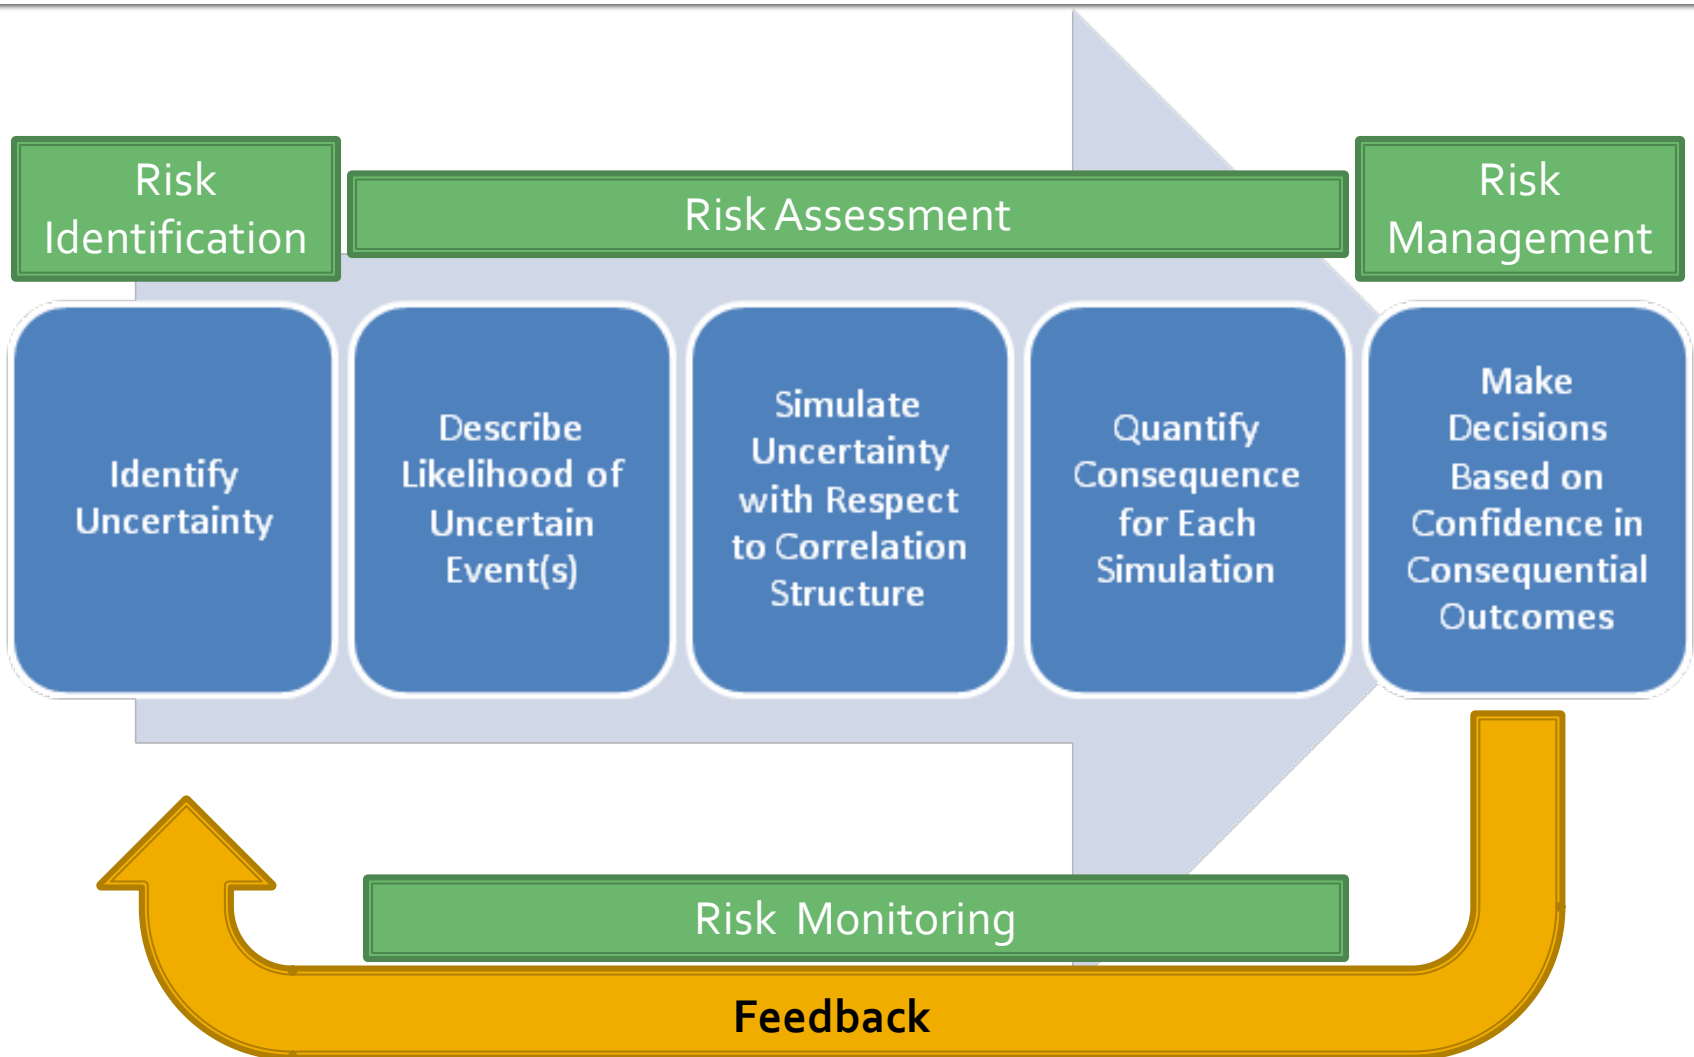 Risk
Identification
Risk Assessment
Risk
Management
Identify
Uncertainty
Describe
Likelihood of
Uncertain
Event(s)
Simulate
Uncertainty
with Respect
to Correlation
Structure
Quantify
Consequence
for Each
Simulation
Make
Decisions
Based on
Confidence in
Consequential
Outcomes
Risk Monitoring
Feedback